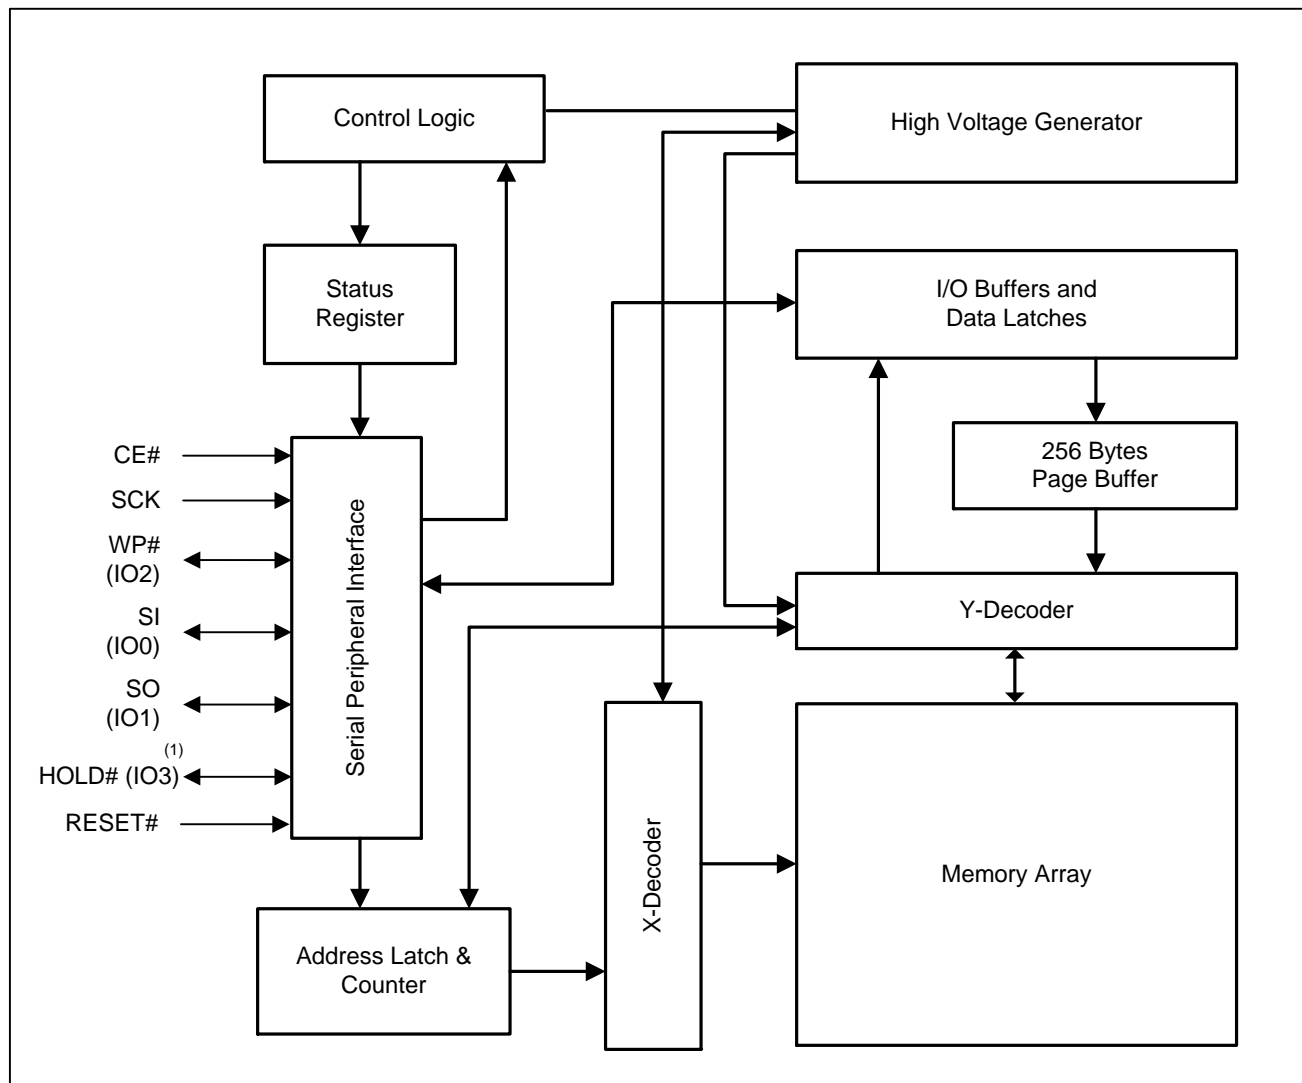 Control Logic
High Voltage Generator
Status
Register
I/O Buffers and
Data Latches
256 Bytes
Page Buffer
CE#
SCK
WP#
(IO2)
SI
(IO0)
SO
(IO1)
(1)
HOLD# (IO3)
RESET#
Serial Peripheral Interface
Y-Decoder
X-Decoder
Memory Array
Address Latch &
Counter